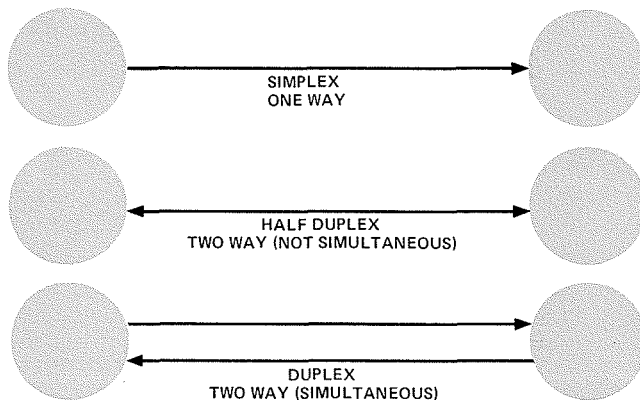 SIMPLEX
ONE WAY
HALF DUPLEX
TWO WAY (NOT SIMULTANEOUS)
DUPLEX
TWO WAY (SIMULTANEOUS)